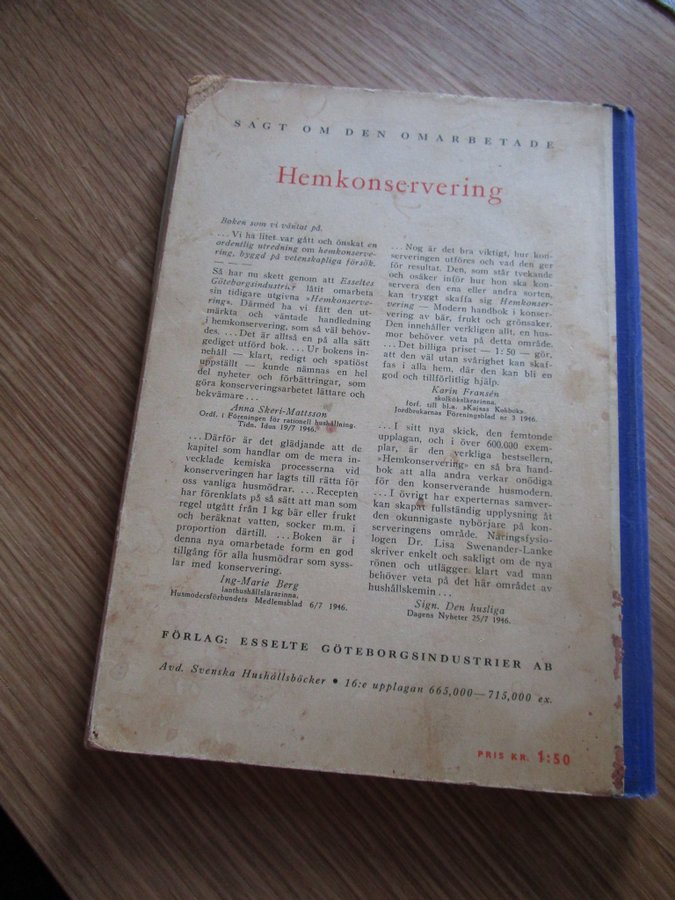 SAGT OM DEN OMARBETADE
Hemkonservering
Boken som vi väntat på.
... Vi ha litet var gått och önskat en
ordentlig utredning om hemkonserve-
ring, byggd på vetenskapliga försök.
— — —
Så har nu skett genom att Esseltes
Göteborgsindustrier låtit omarbeta
sin tidigare utgivna »Hemkonserve-
ring». Därmed ha vi fått den ut-
märkta och väntade handledning
i hemkonservering, som så väl behöv-
des. ... Det är alltså en på alla sätt
gediget utförd bok. ... Ur bokens in-
nehåll — klart, redigt och spatiöst
uppställt — kunde nämnas en hel
del nyheter och förbättringar, som
göra konserveringsarbetet lättare och
bekvämare ...
Anna Skeri-Mattsson
Ordf. i Föreningen för rationell hushållning.
Tidn. Idun 19/7 1946.
... Därför är det glädjande att de
kapitel som handlar om de mera in-
vecklade kemiska processerna vid
konserveringen har lagts till rätta för
oss vanliga husmödrar. ... Recepten
har förenklats på så sätt att man som
regel utgått från 1 kg bär eller frukt
och beräknat vatten, socker m.m. i
proportion därtill. ... Boken är i
denna nya omarbetade form en god
tillgång för alla husmödrar som syss-
lar med konservering.
Ing-Marie Berg
lanthushållslärarinna,
Husmodersförbundets Medlemsblad 6/7 1946.
... Nog är det bra viktigt, hur kon-
serveringen utföres och vad den ger
för resultat. Den, som står tvekande
och osäker inför hur hon ska kon-
servera den ena eller andra sorten,
kan tryggt skaffa sig Hemkonser-
vering — Modern handbok i konser-
vering av bär, frukt och grönsaker.
Den innehåller verkligen allt, en hus-
mor behöver veta på detta område.
... Det billiga priset — 1:50 — gör,
att den väl utan svårighet kan skaf-
fas i alla hem, där den kan bli en
god och tillförlitlig hjälp.
Karin Fransén
skolkökslärarinna,
förf. till bl.a. »Kajsas Kokbok».
Jordbrukarnas Föreningsblad nr 3 1946.
... I sitt nya skick, den femtonde
upplagan, och i över 600.000 exem-
plar, är den verkliga bestsellern,
»Hemkonservering» en så bra hand-
bok att alla andra verkar onödiga
för den konserverande husmodern.
... I övrigt har experternas samver-
kan skapat fullständig upplysning åt
den okunnigaste nybörjare på kon-
serveringens område. Näringsfysio-
logen Dr. Lisa Swenander-Lanke
skriver enkelt och sakligt om de nya
rönen och utlägger klart vad man
behöver veta på det här området av
hushållskemin ...
Sign. Den husliga
Dagens Nyheter 25/7 1946.
FÖRLAG: ESSELTE GÖTEBORGSINDUSTRIER AB
Avd. Svenska Hushållsböcker • 16:e upplagan 665,000—715,000 ex.
PRIS KR. 1:50